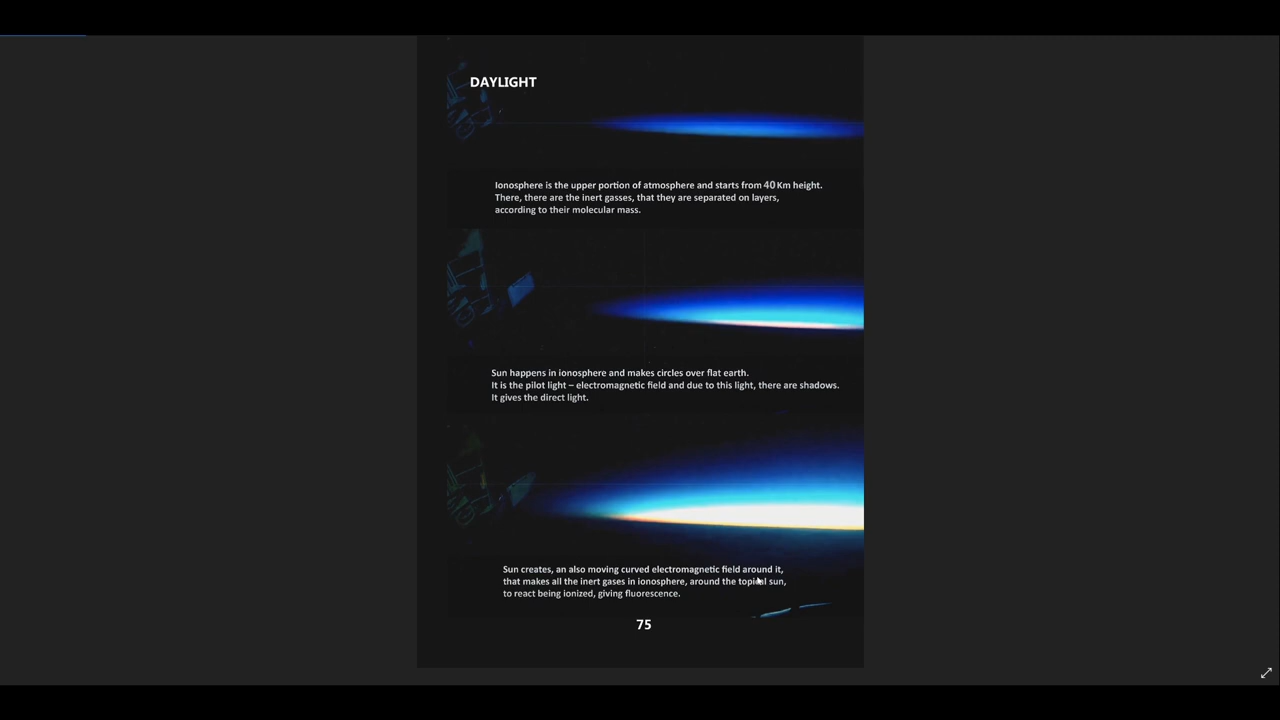 DAYLIGHT
Ionosphere is the upper portion of atmosphere and starts from 40 Km height.
There, there are the inert gasses, that they are separated on layers,
according to their molecular mass.
Sun happens in ionosphere and makes circles over flat earth.
It is the pilot light – electromagnetic field and due to this light, there are shadows.
It gives the direct light.
Sun creates, an also moving curved electromagnetic field around it,
that makes all the inert gases in ionosphere, around the topical sun,
to react being ionized, giving fluorescence.
75